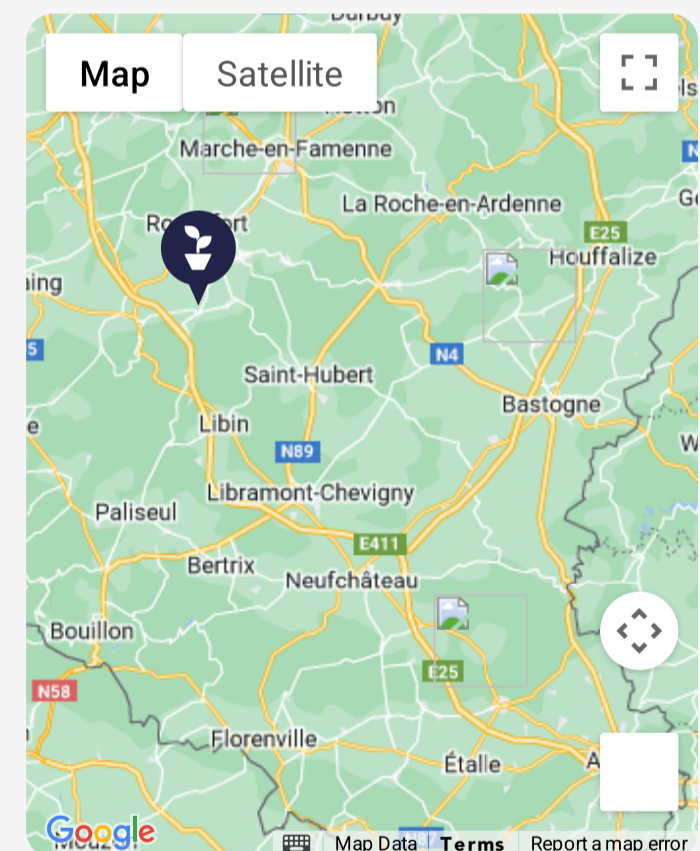 Durbuy
Map
Satellite
Marche-en-Famenne
La Roche-en-Ardenne
E25
Houffalize
N4
Saint-Hubert
Bastogne
Libin
N89
Libramont-Chevigny
Paliseul
E411
Bertrix
Neufchâteau
Bouillon
E25
N58
Florenville
Étalle
Google
Map Data
Terms
Report a map error